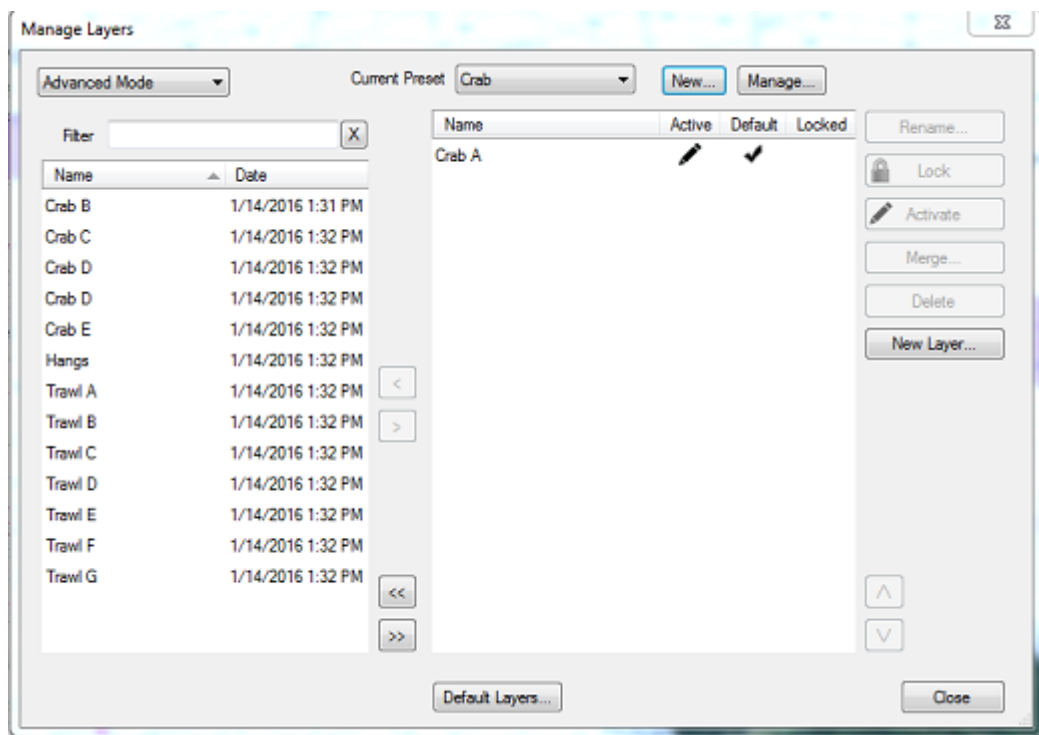 Manage Layers
Advanced Mode
Current Preset Crab New... Manage...
Filter X
Name Date
Crab B 1/14/2016 1:31 PM
Crab C 1/14/2016 1:32 PM
Crab D 1/14/2016 1:32 PM
Crab D 1/14/2016 1:32 PM
Crab E 1/14/2016 1:32 PM
Hangs 1/14/2016 1:32 PM
Trawl A 1/14/2016 1:32 PM
Trawl B 1/14/2016 1:32 PM
Trawl C 1/14/2016 1:32 PM
Trawl D 1/14/2016 1:32 PM
Trawl E 1/14/2016 1:32 PM
Trawl F 1/14/2016 1:32 PM
Trawl G 1/14/2016 1:32 PM
<
>
<<
>>
Name Active Default Locked
Crab A
Rename...
Lock
Activate
Merge...
Delete
New Layer...
Default Layers...
Close